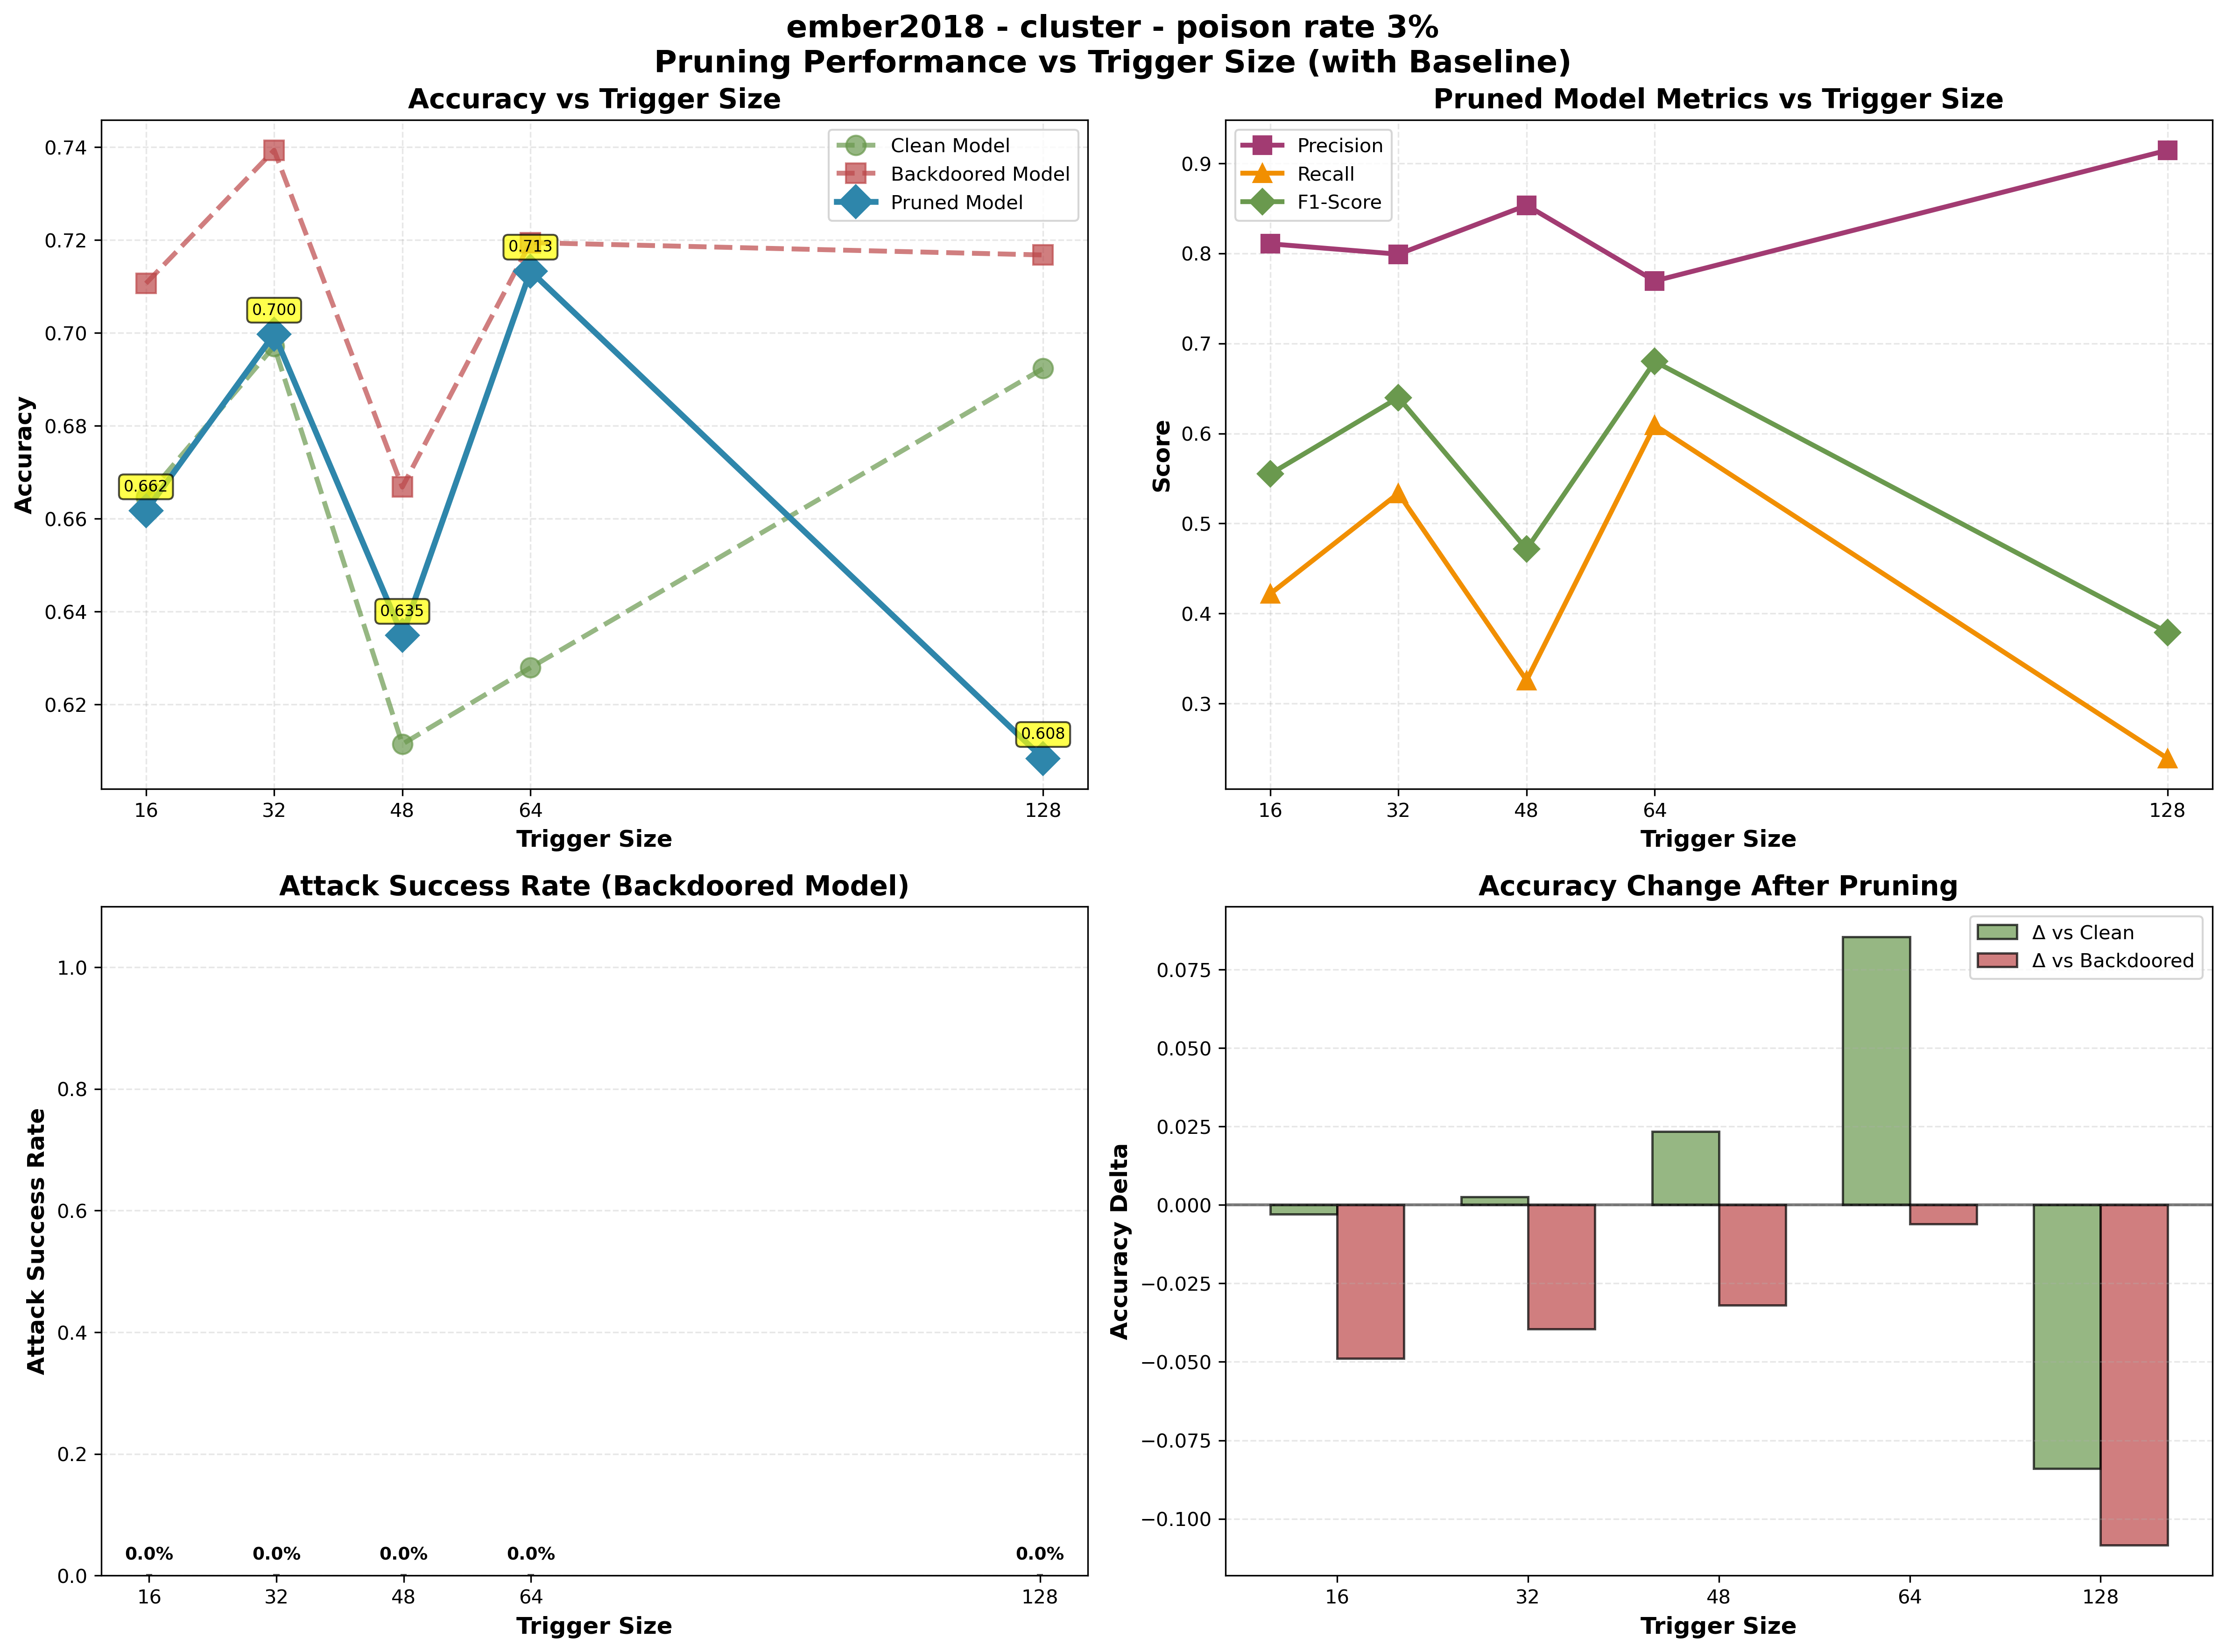 ember2018 - cluster - poison rate 3%
Pruning Performance vs Trigger Size (with Baseline)
Accuracy vs Trigger Size
Accuracy
0.74
0.72
0.70
0.68
0.66
0.64
0.62
Clean Model
Backdoored Model
Pruned Model
0.662
0.700
0.635
0.713
0.608
16 32 48 64 128
Trigger Size
Pruned Model Metrics vs Trigger Size
Score
0.9
0.8
0.7
0.6
0.5
0.4
0.3
Precision
Recall
F1-Score
16 32 48 64 128
Trigger Size
Attack Success Rate (Backdoored Model)
Attack Success Rate
1.0
0.8
0.6
0.4
0.2
0.0
0.0% 0.0% 0.0% 0.0% 0.0%
16 32 48 64 128
Trigger Size
Accuracy Change After Pruning
Accuracy Delta
0.075
0.050
0.025
0.000
−0.025
−0.050
−0.075
−0.100
Δ vs Clean
Δ vs Backdoored
16 32 48 64 128
Trigger Size